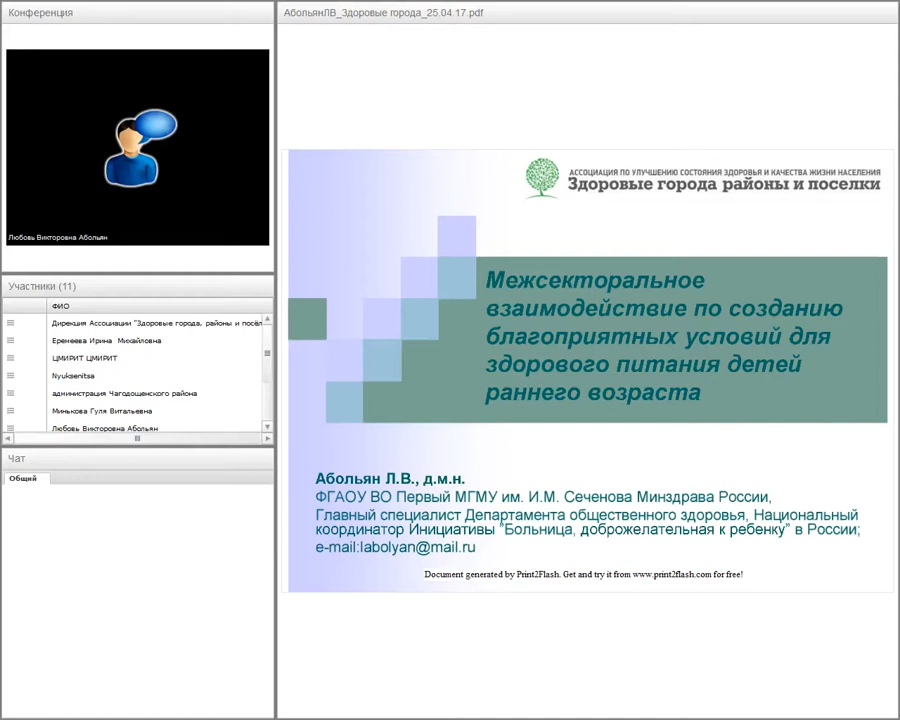 Конференция
Любовь Викторовна Абольян
Участники (11)
ФИО
Дирекция Ассоциации "Здоровые города, районы и посёл
Еремеева Ирина Михайловна
ЦМИРИТ ЦМИРИТ
Nyuksenitsa
администрация Чагодощенского района
Минькова Гуля Витальевна
Любовь Викторовна Абольян
Чат
Общий
АбольянЛВ_Здоровые города_25.04.17.pdf
АССОЦИАЦИЯ ПО УЛУЧШЕНИЮ СОСТОЯНИЯ ЗДОРОВЬЯ И КАЧЕСТВА ЖИЗНИ НАСЕЛЕНИЯ
Здоровые города районы и поселки
Межсекторальное
взаимодействие по созданию
благоприятных условий для
здорового питания детей
раннего возраста
Абольян Л.В., д.м.н.
ФГАОУ ВО Первый МГМУ им. И.М. Сеченова Минздрава России,
Главный специалист Департамента общественного здоровья, Национальный
координатор Инициативы "Больница, доброжелательная к ребенку" в России;
e-mail:labolyan@mail.ru
Document generated by Print2Flash. Get and try it from www.print2flash.com for free!